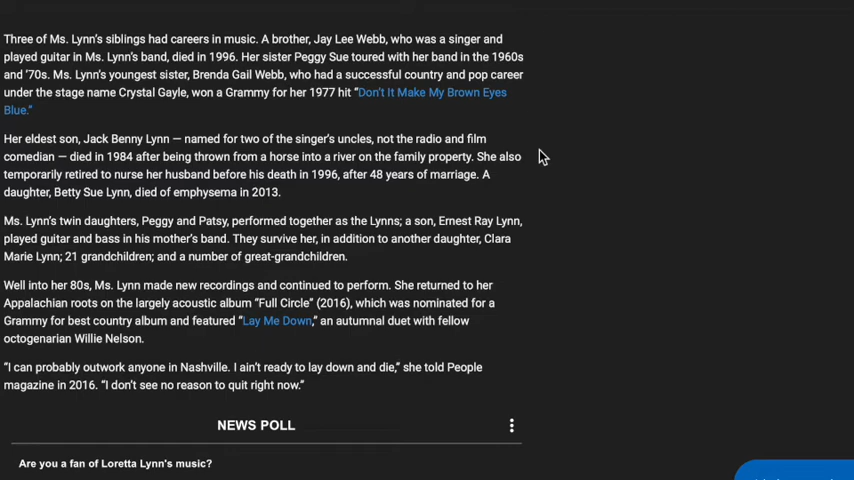 Three of Ms. Lynn's siblings had careers in music. A brother, Jay Lee Webb, who was a singer and
played guitar in Ms. Lynn's band, died in 1996. Her sister Peggy Sue toured with her band in the 1960s
and '70s. Ms. Lynn's youngest sister, Brenda Gail Webb, who had a successful country and pop career
under the stage name Crystal Gayle, won a Grammy for her 1977 hit “Don't It Make My Brown Eyes
Blue.”
Her eldest son, Jack Benny Lynn — named for two of the singer's uncles, not the radio and film
comedian — died in 1984 after being thrown from a horse into a river on the family property. She also
temporarily retired to nurse her husband before his death in 1996, after 48 years of marriage. A
daughter, Betty Sue Lynn, died of emphysema in 2013.
Ms. Lynn's twin daughters, Peggy and Patsy, performed together as the Lynns; a son, Ernest Ray Lynn,
played guitar and bass in his mother's band. They survive her, in addition to another daughter, Clara
Marie Lynn; 21 grandchildren; and a number of great-grandchildren.
Well into her 80s, Ms. Lynn made new recordings and continued to perform. She returned to her
Appalachian roots on the largely acoustic album “Full Circle” (2016), which was nominated for a
Grammy for best country album and featured “Lay Me Down,” an autumnal duet with fellow
octogenarian Willie Nelson.
“I can probably outwork anyone in Nashville. I ain't ready to lay down and die,” she told People
magazine in 2016. “I don't see no reason to quit right now.”
NEWS POLL
Are you a fan of Loretta Lynn's music?